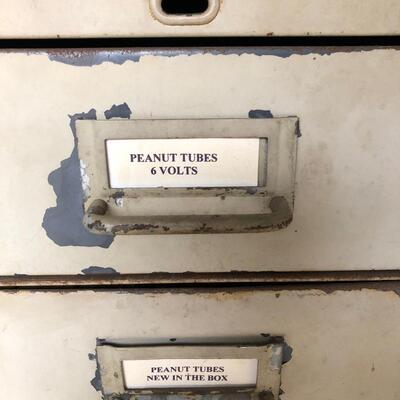 PEANUT TUBES
6 VOLTS
PEANUT TUBES
NEW IN THE BOX